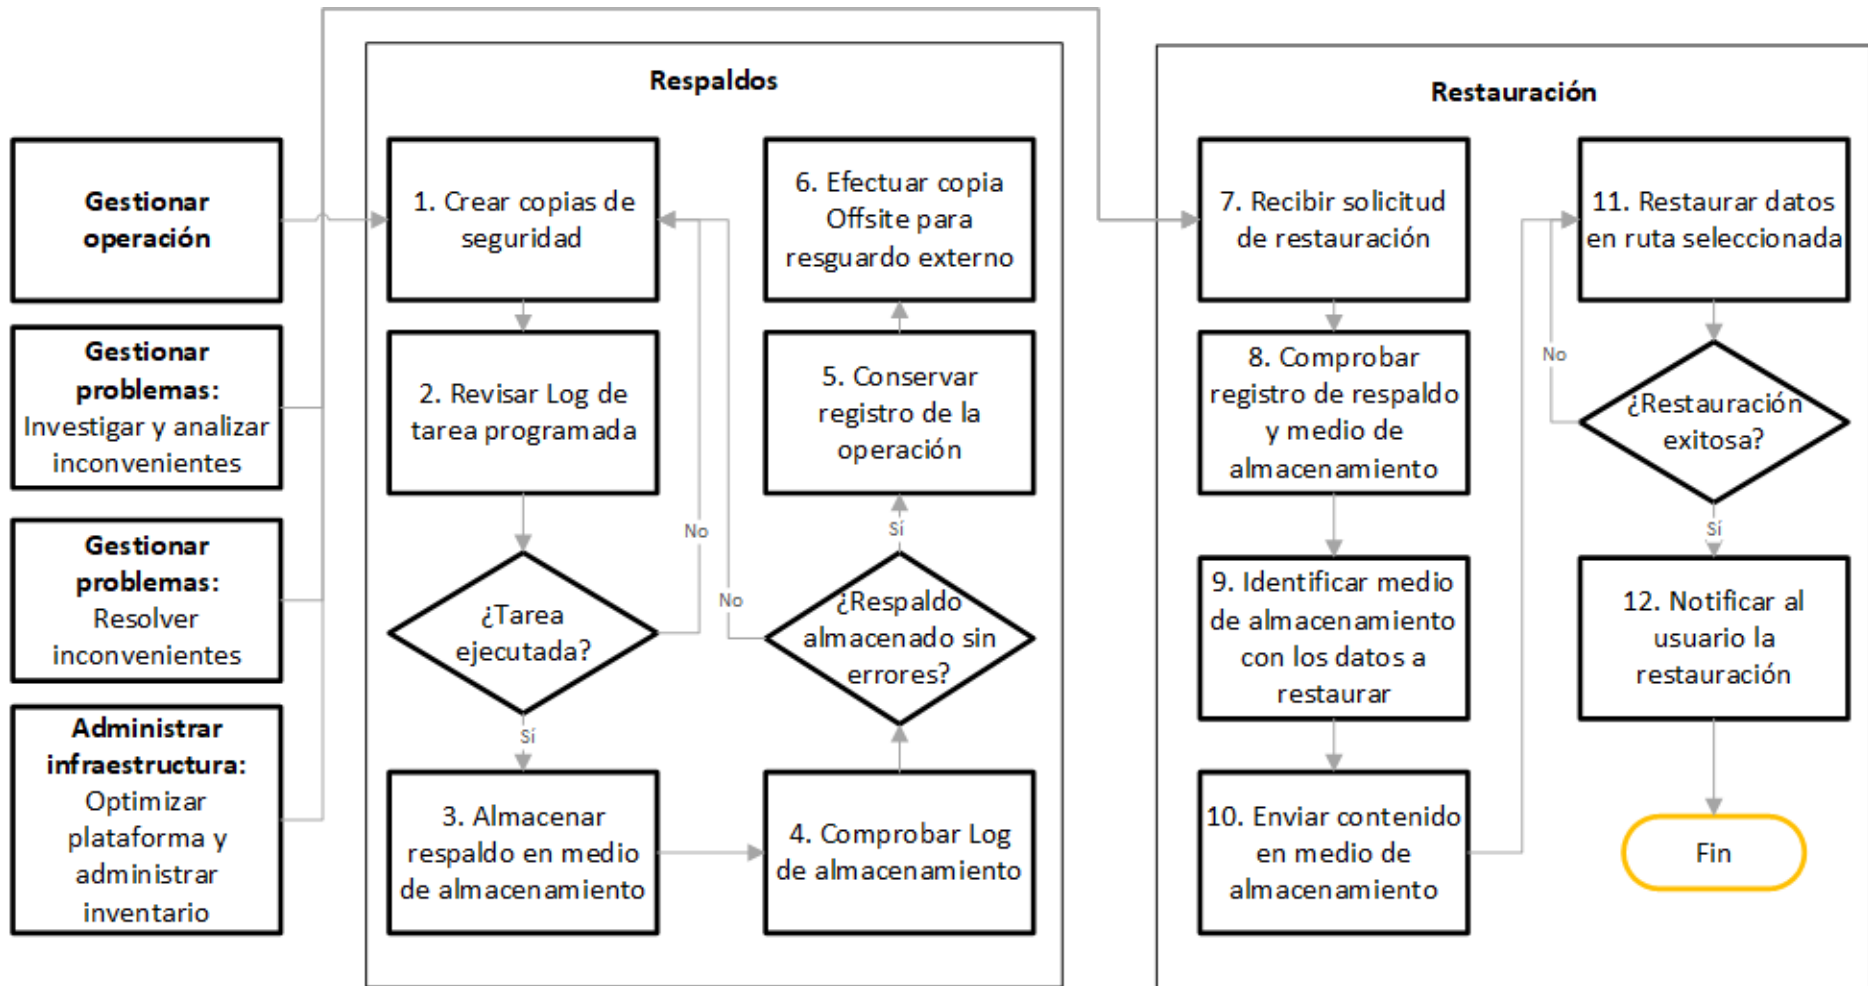 Respaldos
Restauración
Gestionar
operación
Gestionar
problemas:
Investigar y analizar
inconvenientes
Gestionar
problemas:
Resolver
inconvenientes
Administrar
infraestructura:
Optimizar
plataforma y
administrar
inventario
1. Crear copias de
seguridad
2. Revisar Log de
tarea programada
¿Tarea
ejecutada?
No
Sí
3. Almacenar
respaldo en medio
de almacenamiento
4. Comprobar Log
de almacenamiento
¿Respaldo
almacenado sin
errores?
No
Sí
5. Conservar
registro de la
operación
6. Efectuar copia
Offsite para
resguardo externo
7. Recibir solicitud
de restauración
8. Comprobar
registro de respaldo
y medio de
almacenamiento
9. Identificar medio
de almacenamiento
con los datos a
restaurar
10. Enviar contenido
en medio de
almacenamiento
11. Restaurar datos
en ruta seleccionada
¿Restauración
exitosa?
No
Sí
12. Notificar al
usuario la
restauración
Fin